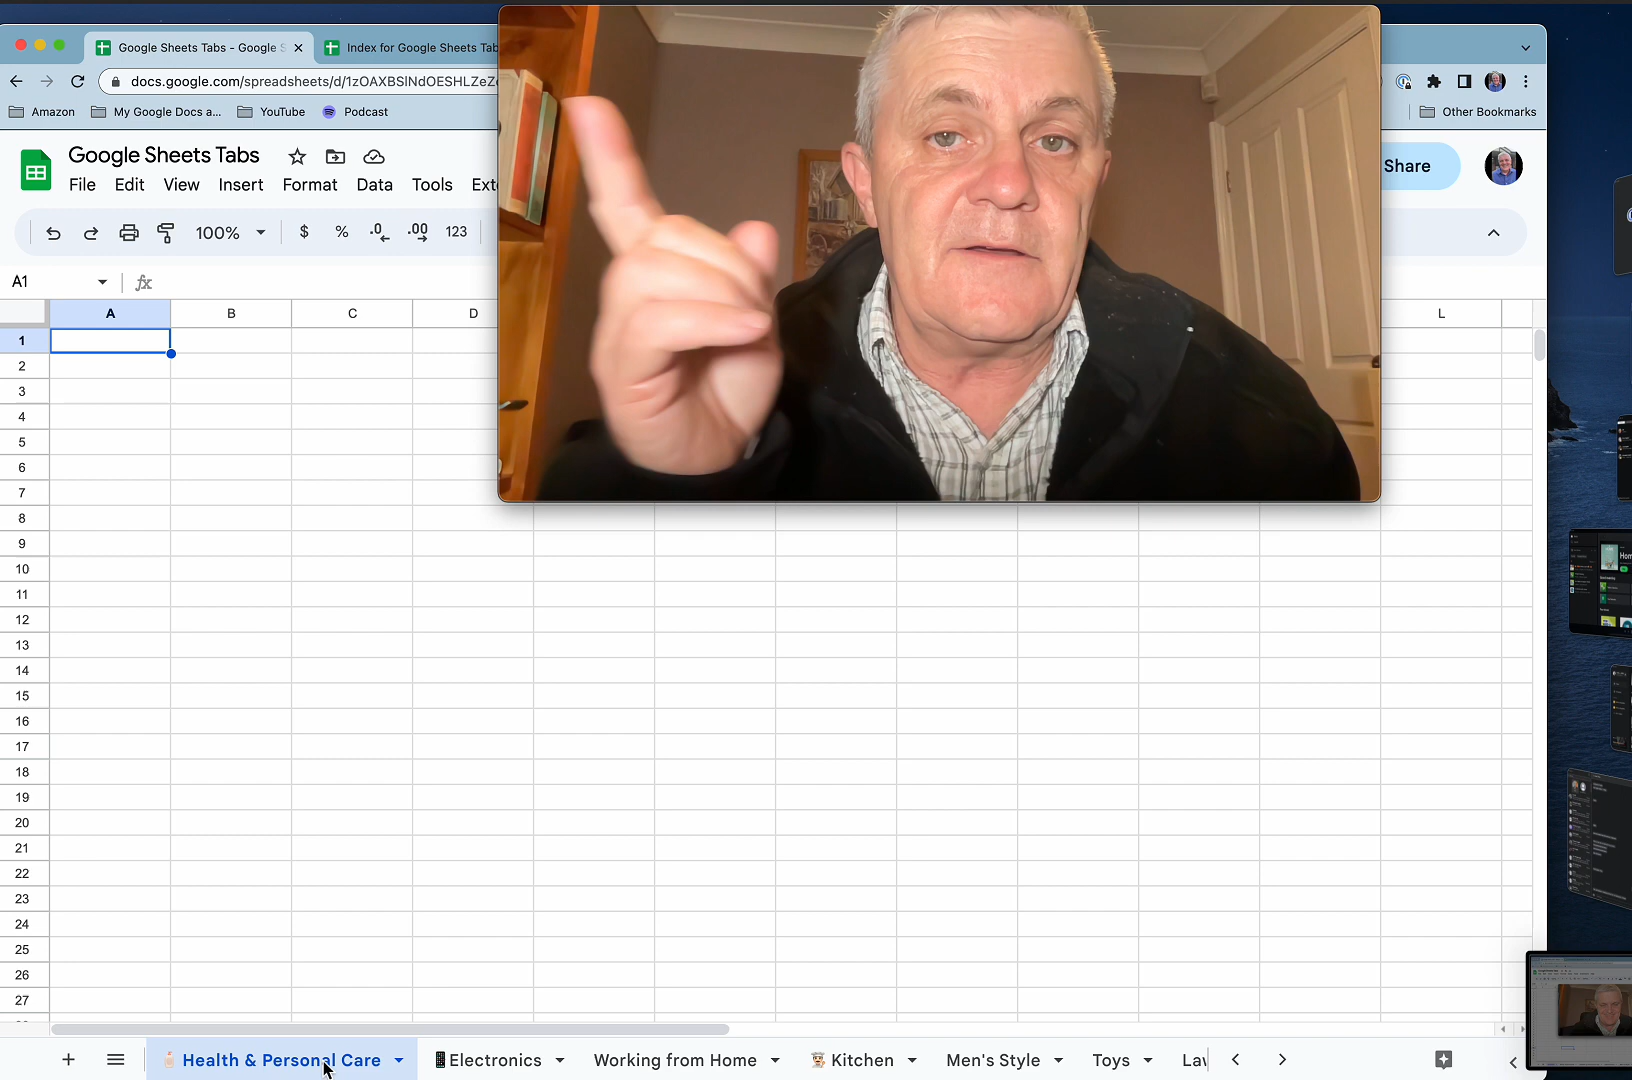 Google Sheets Tabs - Google S
Index for Google Sheets Tab
docs.google.com/spreadsheets/d/1zOAXBSlNdOESHLZeZ
Amazon
My Google Docs a...
YouTube
Podcast
Other Bookmarks
Google Sheets Tabs
Share
File Edit View Insert Format Data Tools Ext
100% $ % .0 .00 123
A1 fx
A B C D L
1
2
3
4
5
6
7
8
9
10
11
12
13
14
15
16
17
18
19
20
21
22
23
24
25
26
27
+ Health & Personal Care Electronics Working from Home Kitchen Men's Style Toys